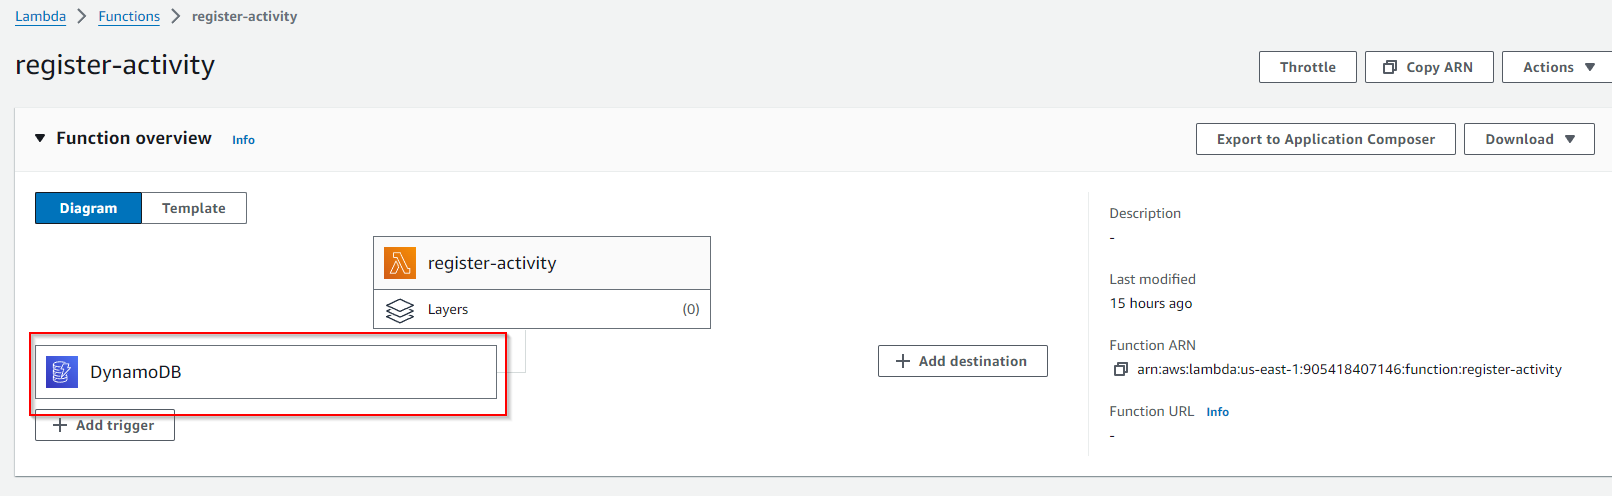 Lambda > Functions > register-activity
register-activity
Throttle
Copy ARN
Actions
Function overview
Info
Export to Application Composer
Download
Diagram
Template
register-activity
Layers
(0)
DynamoDB
+ Add trigger
+ Add destination
Description
-
Last modified
15 hours ago
Function ARN
arn:aws:lambda:us-east-1:905418407146:function:register-activity
Function URL
Info
-